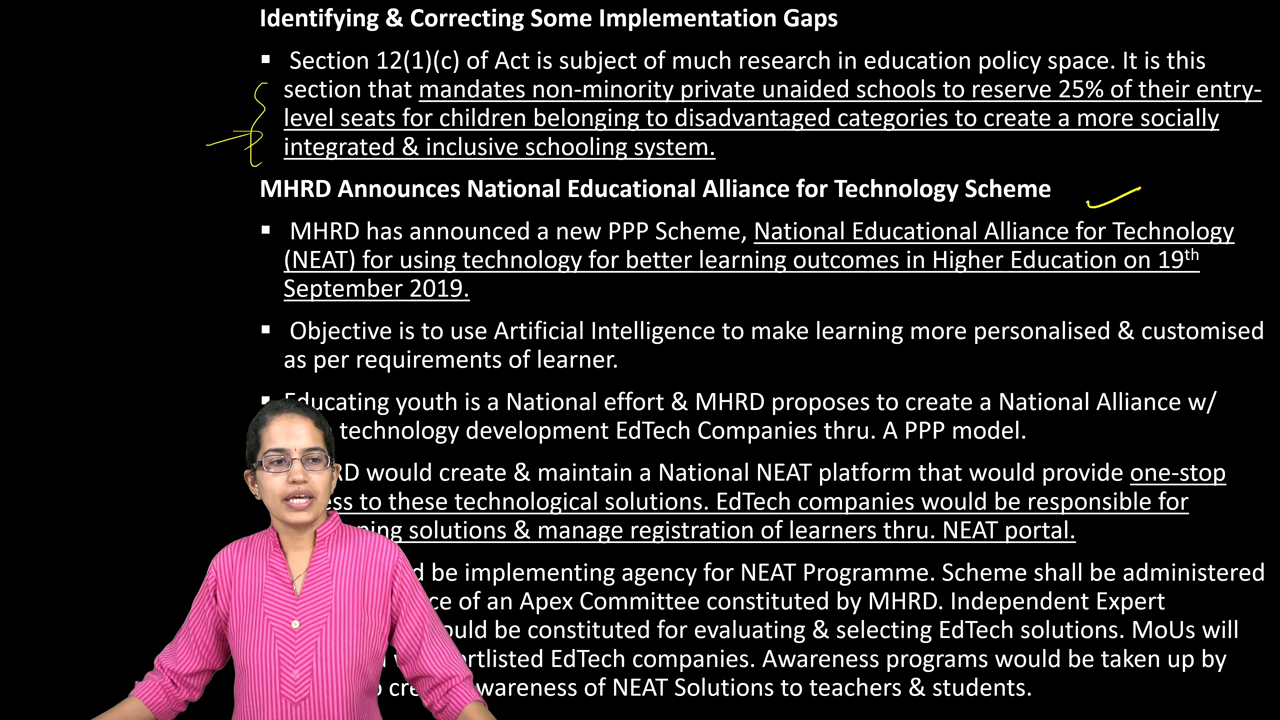 Identifying & Correcting Some Implementation Gaps
▪ Section 12(1)(c) of Act is subject of much research in education policy space. It is this
section that mandates non-minority private unaided schools to reserve 25% of their entry-
level seats for children belonging to disadvantaged categories to create a more socially
integrated & inclusive schooling system.
MHRD Announces National Educational Alliance for Technology Scheme
▪ MHRD has announced a new PPP Scheme, National Educational Alliance for Technology
(NEAT) for using technology for better learning outcomes in Higher Education on 19th
September 2019.
▪ Objective is to use Artificial Intelligence to make learning more personalised & customised
as per requirements of learner.
▪ Educating youth is a National effort & MHRD proposes to create a National Alliance w/
technology development EdTech Companies thru. A PPP model.
would create & maintain a National NEAT platform that would provide one-stop
to these technological solutions. EdTech companies would be responsible for
solutions & manage registration of learners thru. NEAT portal.
be implementing agency for NEAT Programme. Scheme shall be administered
of an Apex Committee constituted by MHRD. Independent Expert
would be constituted for evaluating & selecting EdTech solutions. MoUs will
shortlisted EdTech companies. Awareness programs would be taken up by
awareness of NEAT Solutions to teachers & students.